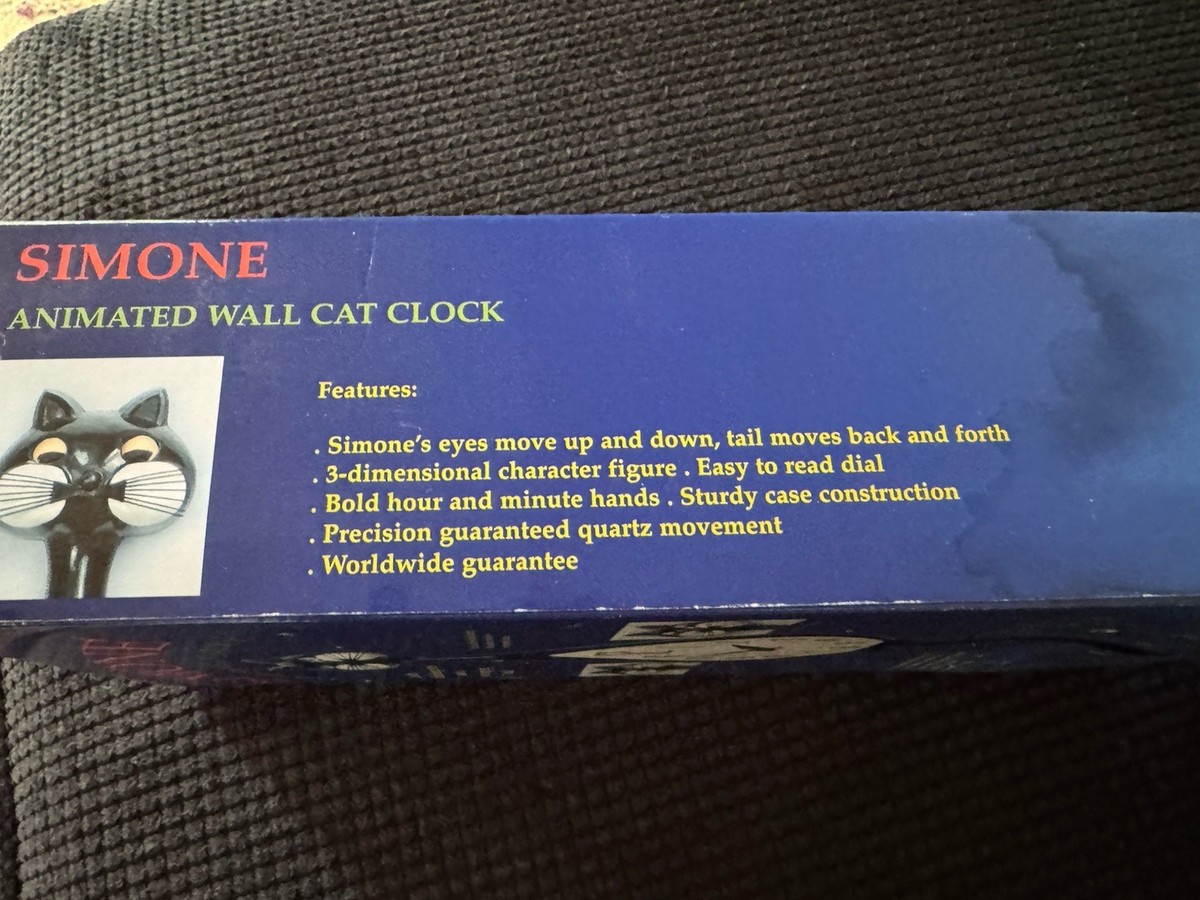 SIMONE
ANIMATED WALL CAT CLOCK
Features:
. Simone's eyes move up and down, tail moves back and forth
. 3-dimensional character figure . Easy to read dial
. Bold hour and minute hands . Sturdy case construction
. Precision guaranteed quartz movement
. Worldwide guarantee